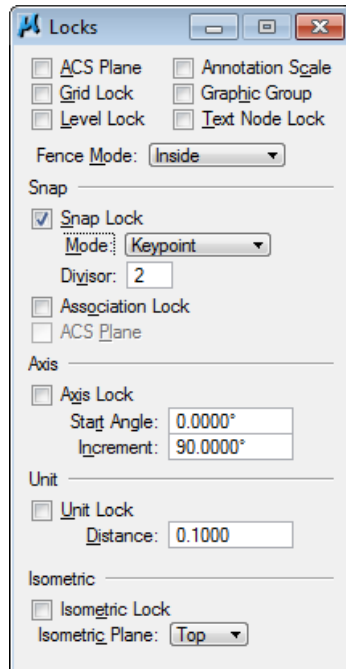 Locks
ACS Plane Annotation Scale
Grid Lock Graphic Group
Level Lock Text Node Lock
Fence Mode: Inside
Snap
Snap Lock
Mode: Keypoint
Divisor: 2
Association Lock
ACS Plane
Axis
Axis Lock
Start Angle: 0.0000°
Increment: 90.0000°
Unit
Unit Lock
Distance: 0.1000
Isometric
Isometric Lock
Isometric Plane: Top